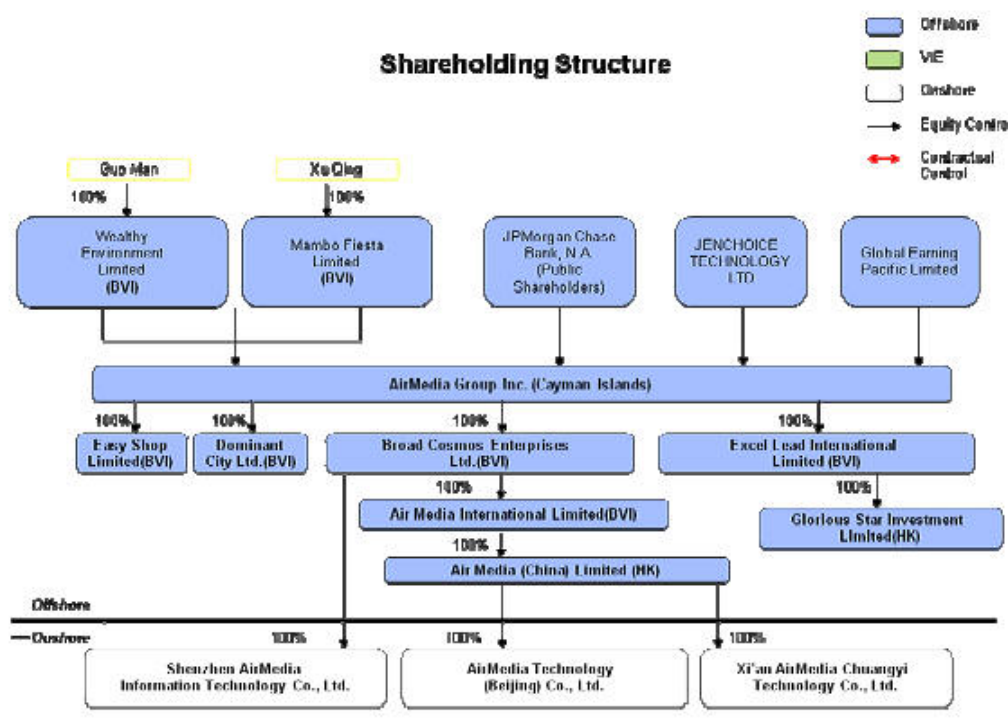 Offshore
VIE
Shareholding Structure
Onshore
Equity Contro
Contractual
Control
Guo Man
Xu Qing
100%
100%
Wealthy
Environment
Limited
(BVI)
Mambo Fiesta
Limited
(BVI)
JPMorgan Chase
Bank, N.A.
(Public
Shareholders)
JENCHOICE
TECHNOLOGY
LTD
Global Earning
Pacific Limited
AirMedia Group Inc. (Cayman Islands)
100%
100%
100%
100%
Easy Shop
Limited(BVI)
Dominant
City Ltd.(BVI)
Broad Cosmos Enterprises
Ltd.(BVI)
Excel Lead International
Limited (BVI)
100%
100%
Air Media International Limited(BVI)
Glorious Star Investment
Limited(HK)
100%
Air Media (China) Limited (HK)
Offshore
Onshore
100%
100%
100%
Shenzhen AirMedia
Information Technology Co., Ltd.
AirMedia Technology
(Beijing) Co., Ltd.
Xi'an AirMedia Chuangyi
Technology Co., Ltd.